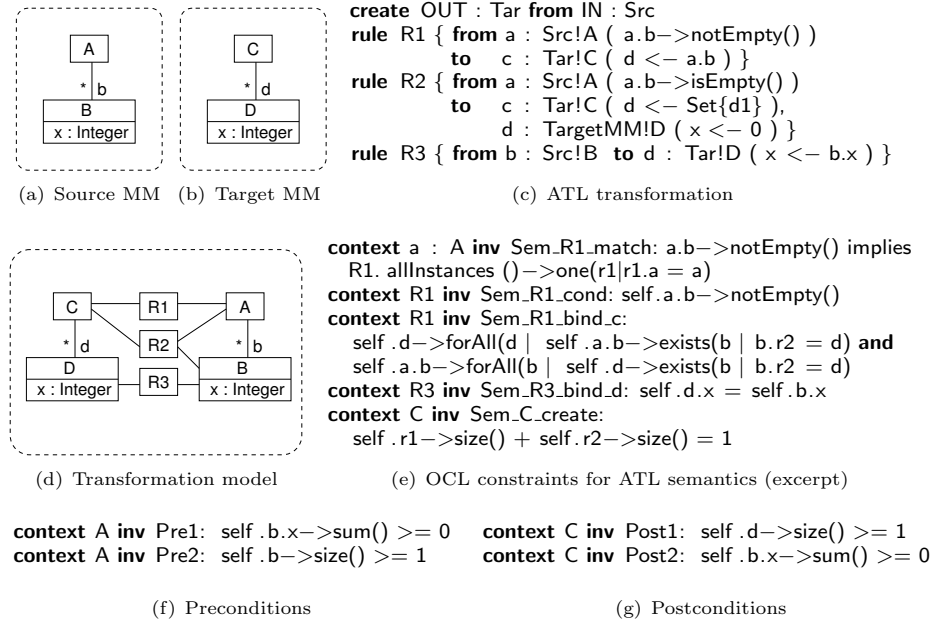 A
* b
B
x : Integer
(a) Source MM
C
* d
D
x : Integer
(b) Target MM
create OUT : Tar from IN : Src
rule R1 { from a : Src!A ( a.b−>notEmpty() )
to c : Tar!C ( d <− a.b ) }
rule R2 { from a : Src!A ( a.b−>isEmpty() )
to c : Tar!C ( d <− Set{d1} ),
d : TargetMM!D ( x <− 0 ) }
rule R3 { from b : Src!B to d : Tar!D ( x <− b.x ) }
(c) ATL transformation
C R1 A
* d R2 * b
D B
x : Integer R3 x : Integer
(d) Transformation model
context a : A inv Sem_R1_match: a.b−>notEmpty() implies
R1. allInstances ()−>one(r1|r1.a = a)
context R1 inv Sem_R1_cond: self.a.b−>notEmpty()
context R1 inv Sem_R1_bind_c:
self .d−>forAll(d | self .a.b−>exists(b | b.r2 = d) and
self .a.b−>forAll(b | self .d−>exists(b | b.r2 = d)
context R3 inv Sem_R3_bind_d: self.d.x = self.b.x
context C inv Sem_C_create:
self .r1−>size() + self.r2−>size() = 1
(e) OCL constraints for ATL semantics (excerpt)
context A inv Pre1: self .b.x−>sum() >= 0
context A inv Pre2: self .b−>size() >= 1
(f) Preconditions
context C inv Post1: self .d−>size() >= 1
context C inv Post2: self .b.x−>sum() >= 0
(g) Postconditions